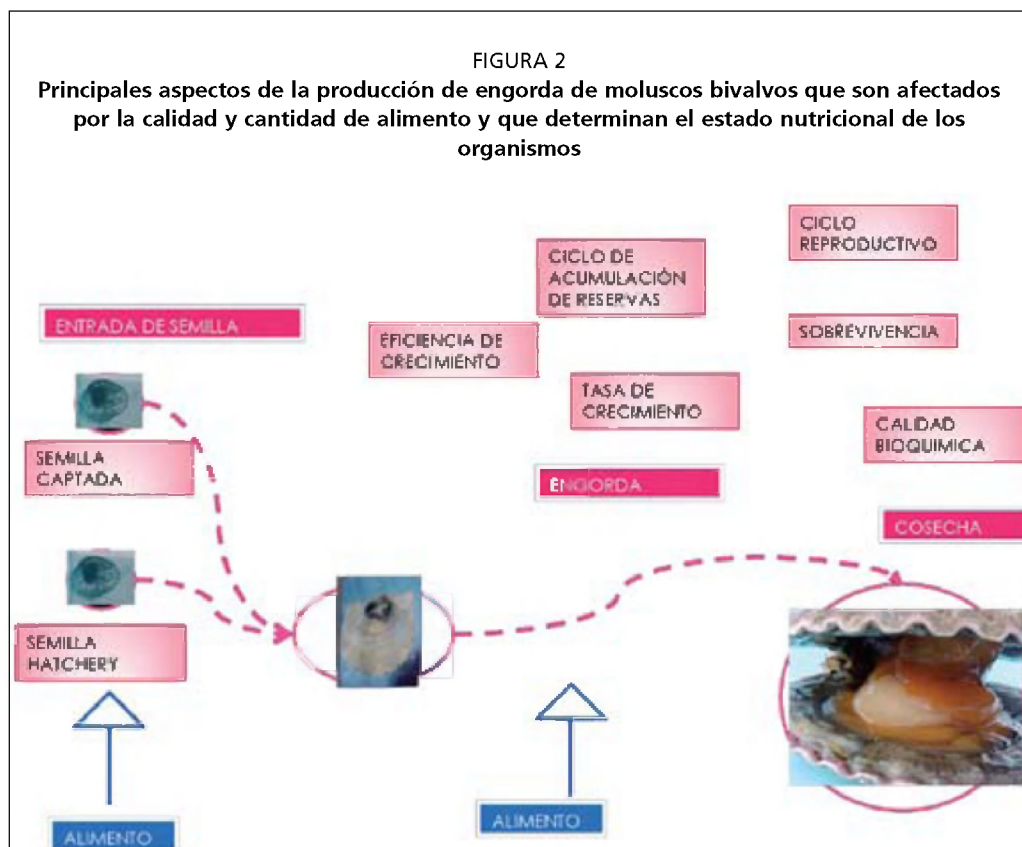 FIGURA 2
Principales aspectos de la producción de engorda de moluscos bivalvos que son afectados
por la calidad y cantidad de alimento y que determinan el estado nutricional de los
organismos
CICLO
REPRODUCTIVO
CICLO DE
ACUMULACIÓN
DE RESERVAS
ENTRADA DE SEMILLA
EFICIENCIA DE
CRECIMIENTO
SOBREVIVENCIA
TASA DE
CRECIMIENTO
CALIDAD
BIOQUIMICA
SEMILLA
CAPTADA
ENGORDA
COSECHA
SEMILLA
HATCHERY
ALIMENTO
ALIMENTO